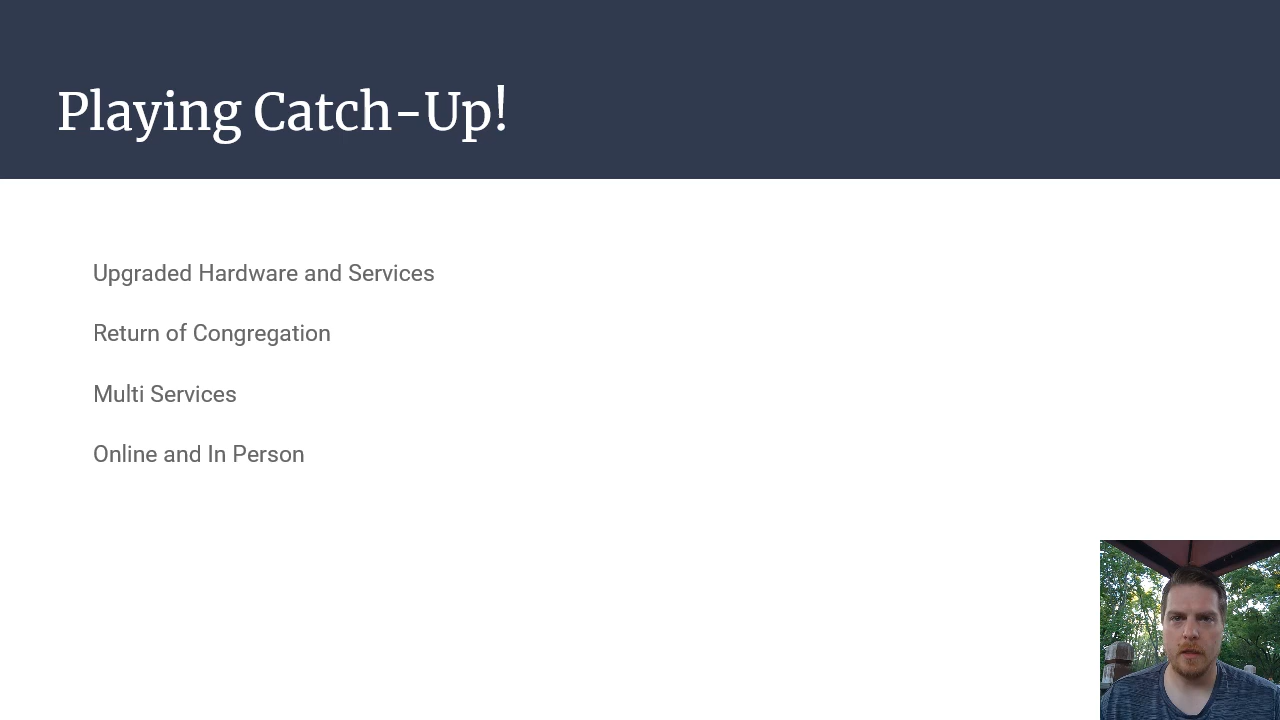 Playing Catch-Up!
Upgraded Hardware and Services
Return of Congregation
Multi Services
Online and In Person